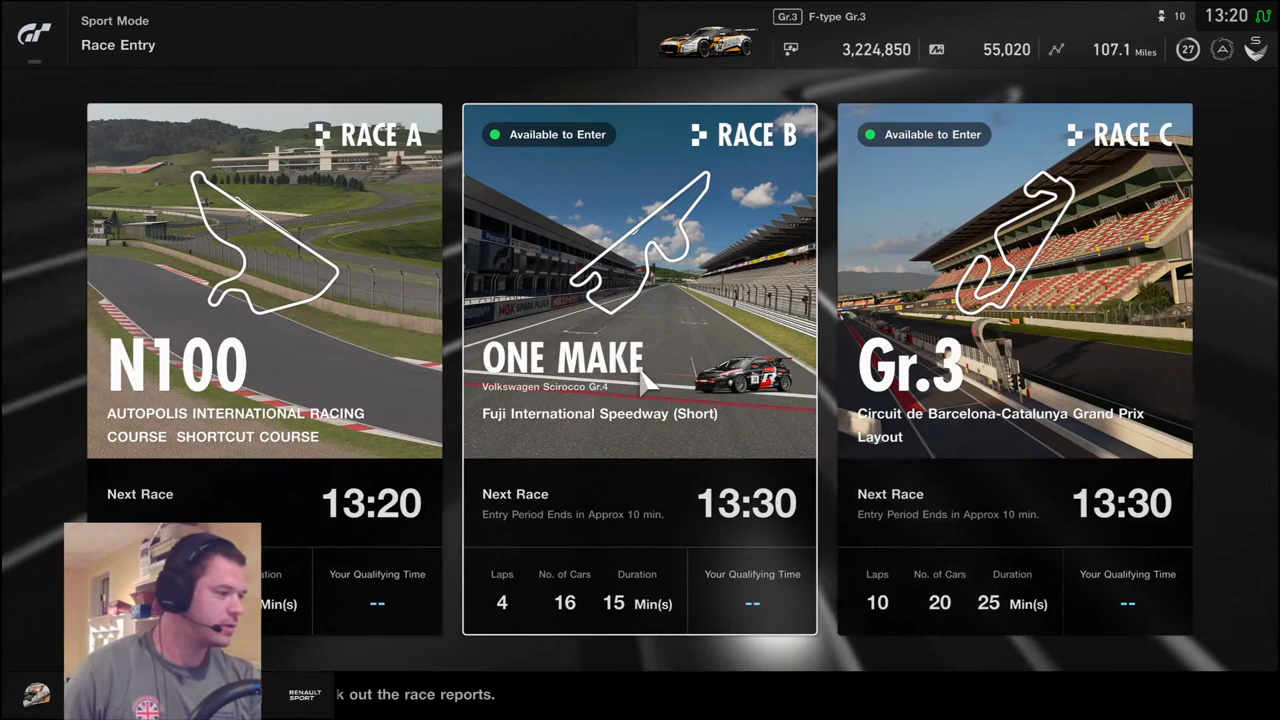 Sport Mode
Race Entry
Gr.3 F-type Gr.3
10
13:20
3,224,850
55,020
107.1 Miles
27
A
S
RACE A
N100
AUTOPOLIS INTERNATIONAL RACING
COURSE SHORTCUT COURSE
Next Race
13:20
ation
Your Qualifying Time
Min(s)
--
Available to Enter
RACE B
NGK SPARK PLUGS
ONE MAKE
Volkswagen Scirocco Gr.4
Fuji International Speedway (Short)
Next Race
13:30
Entry Period Ends in Approx 10 min.
Laps
No. of Cars
Duration
Your Qualifying Time
4
16
15 Min(s)
--
Available to Enter
RACE C
Gr.3
Circuit de Barcelona-Catalunya Grand Prix
Layout
Next Race
13:30
Entry Period Ends in Approx 10 min.
Laps
No. of Cars
Duration
Your Qualifying Time
10
20
25 Min(s)
--
RENAULT
SPORT
k out the race reports.